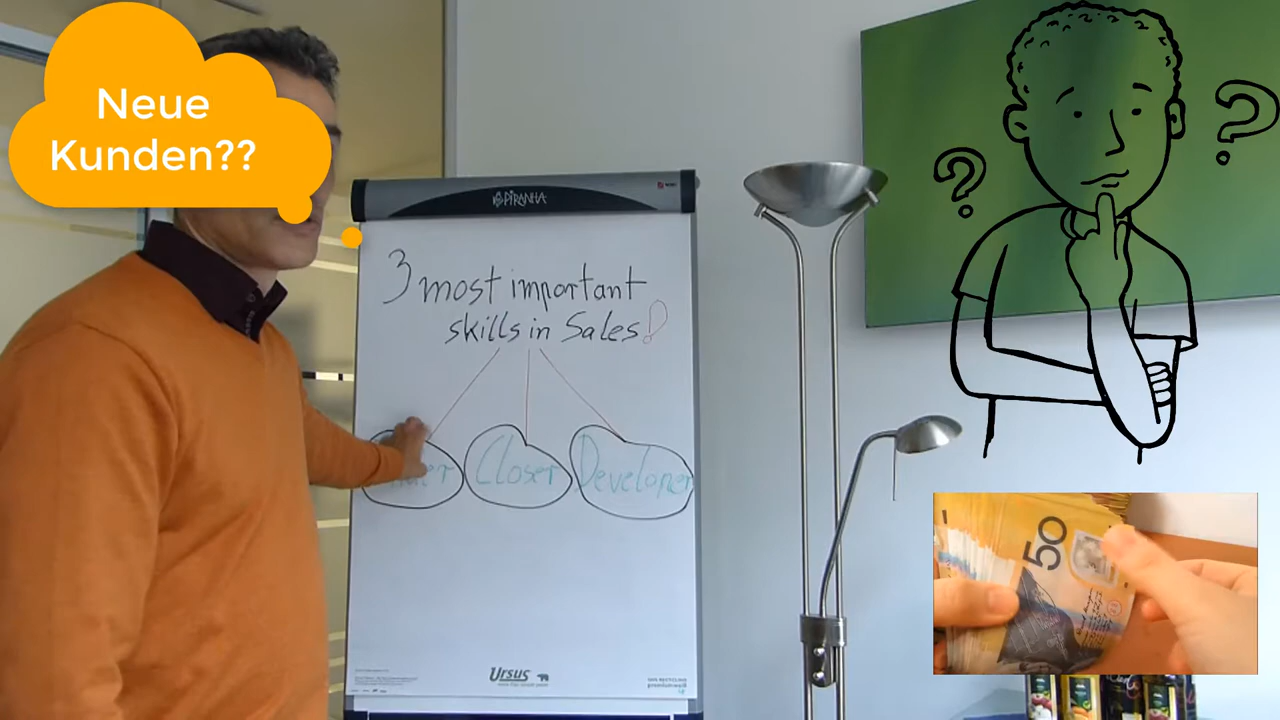 Neue
Kunden??
PIRANHA
3 most important
skills in Sales!
Closer
Developer
50
Ursus
? ?